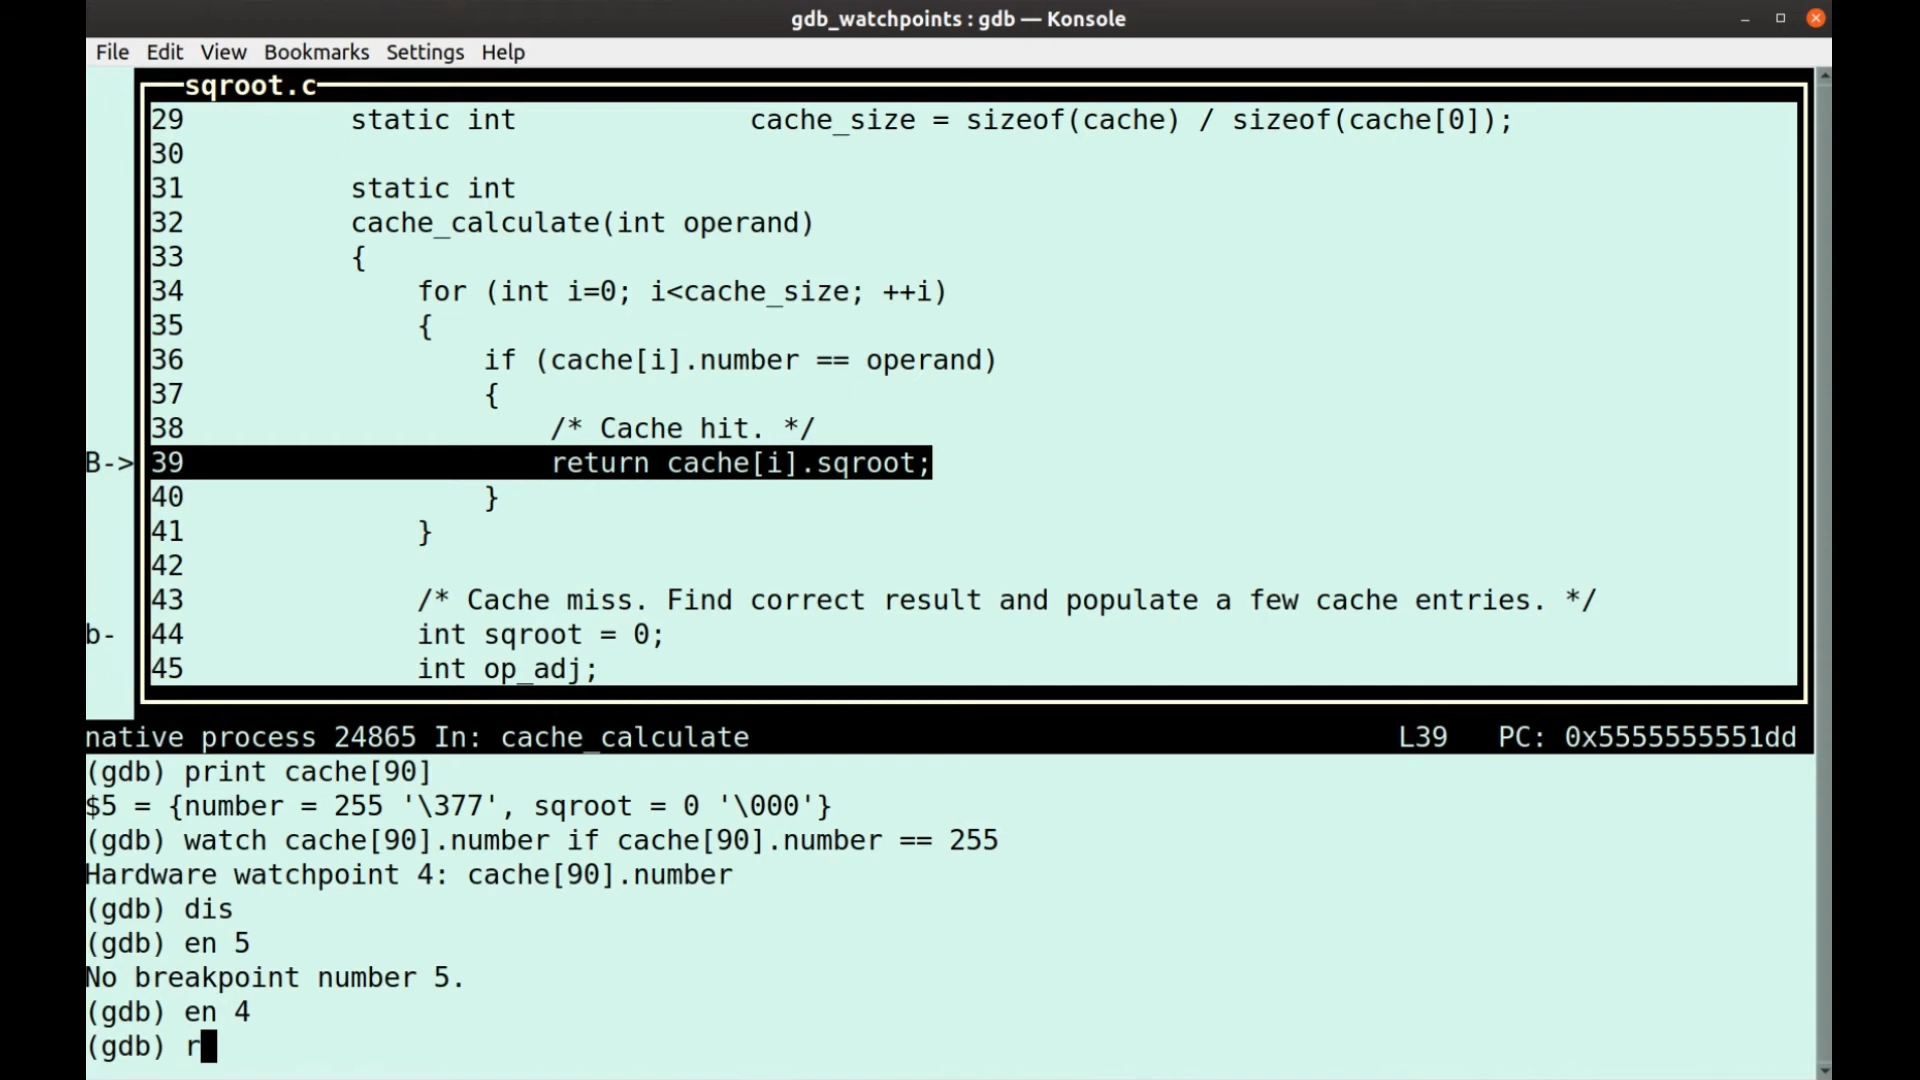 gdb_watchpoints : gdb — Konsole
File Edit View Bookmarks Settings Help
sqroot.c
29 static int cache_size = sizeof(cache) / sizeof(cache[0]);
30
31 static int
32 cache_calculate(int operand)
33 {
34 for (int i=0; i<cache_size; ++i)
35 {
36 if (cache[i].number == operand)
37 {
38 /* Cache hit. */
B-> 39 return cache[i].sqroot;
40 }
41 }
42
43 /* Cache miss. Find correct result and populate a few cache entries. */
b- 44 int sqroot = 0;
45 int op_adj;
native process 24865 In: cache_calculate L39 PC: 0x5555555551dd
(gdb) print cache[90]
$5 = {number = 255 '\377', sqroot = 0 '\000'}
(gdb) watch cache[90].number if cache[90].number == 255
Hardware watchpoint 4: cache[90].number
(gdb) dis
(gdb) en 5
No breakpoint number 5.
(gdb) en 4
(gdb) r